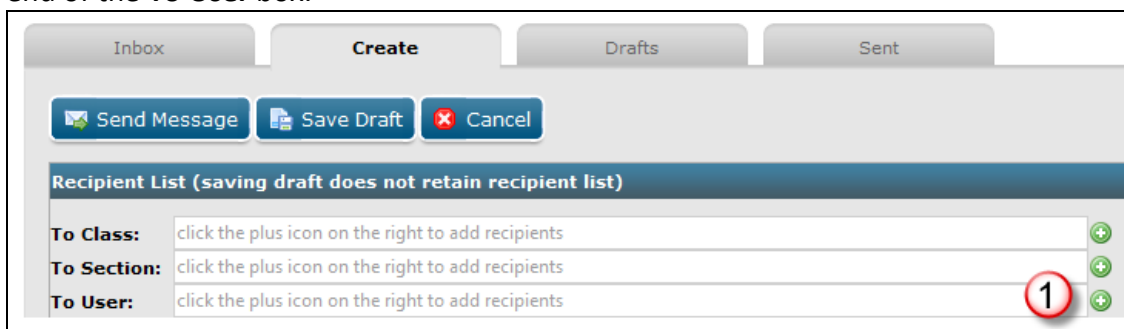 end of the To User box.
Inbox Create Drafts Sent
Send Message Save Draft Cancel
Recipient List (saving draft does not retain recipient list)
To Class: click the plus icon on the right to add recipients
To Section: click the plus icon on the right to add recipients
To User: click the plus icon on the right to add recipients 1